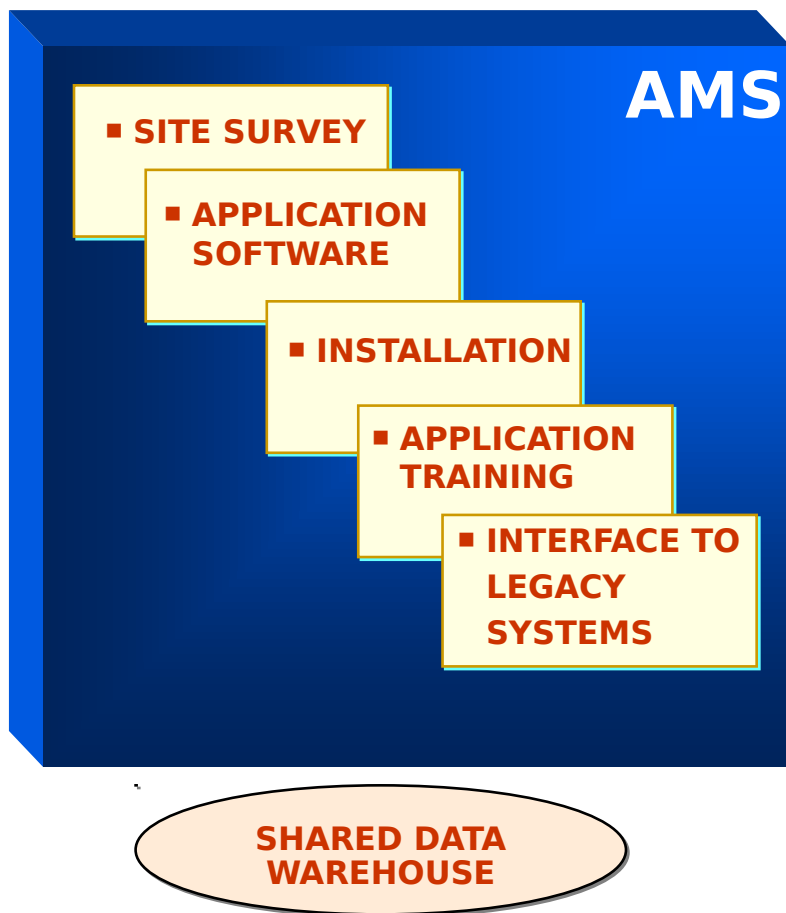 AMS
▪ SITE SURVEY
▪ APPLICATION
SOFTWARE
▪ INSTALLATION
▪ APPLICATION
TRAINING
▪ INTERFACE TO
LEGACY
SYSTEMS
SHARED DATA
WAREHOUSE